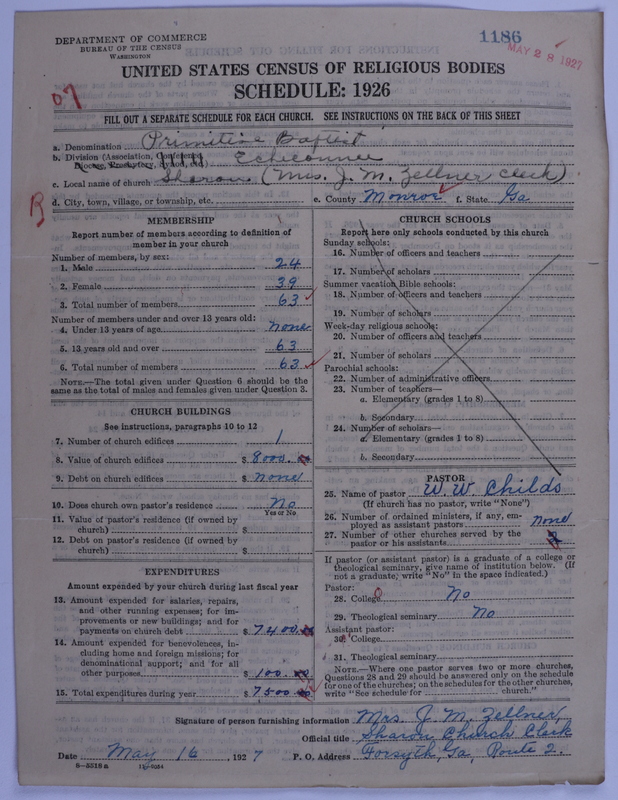 DEPARTMENT OF COMMERCE
BUREAU OF THE CENSUS
WASHINGTON
1186
MAY 28 1927
UNITED STATES CENSUS OF RELIGIOUS BODIES
SCHEDULE: 1926
FILL OUT A SEPARATE SCHEDULE FOR EACH CHURCH. SEE INSTRUCTIONS ON THE BACK OF THIS SHEET
a. Denomination Primitive Baptist
b. Division (Association, Conference,
Diocese, Presbytery, Synod, etc.) Echeconnee
c. Local name of church Sharon (Mrs. J. M. Zellner Clerk)
d. City, town, village, or township, etc. e. County Monroe f. State Ga
MEMBERSHIP
Report number of members according to definition of
member in your church
Number of members, by sex:
1. Male 24
2. Female 39
3. Total number of members 63
Number of members under and over 13 years old:
4. Under 13 years of age none
5. 13 years old and over 63
6. Total number of members 63
NOTE.—The total given under Question 6 should be the
same as the total of males and females given under Question 3.
CHURCH BUILDINGS
See instructions, paragraphs 10 to 12
7. Number of church edifices 1
8. Value of church edifices $ 8000.
9. Debt on church edifices $ none
10. Does church own pastor's residence No
Yes or No
11. Value of pastor's residence (if owned by
church) $
12. Debt on pastor's residence (if owned by
church) $
EXPENDITURES
Amount expended by your church during last fiscal year
13. Amount expended for salaries, repairs,
and other running expenses; for im-
provements or new buildings; and for
payments on church debt $ 7400.
14. Amount expended for benevolences, in-
cluding home and foreign missions; for
denominational support; and for all
other purposes $ 100.
15. Total expenditures during year $ 7500
CHURCH SCHOOLS
Report here only schools conducted by this church
Sunday schools:
16. Number of officers and teachers
17. Number of scholars
Summer vacation Bible schools:
18. Number of officers and teachers
19. Number of scholars
Week-day religious schools:
20. Number of officers and teachers
21. Number of scholars
Parochial schools:
22. Number of administrative officers
23. Number of teachers—
a. Elementary (grades 1 to 8)
b. Secondary
24. Number of scholars—
a. Elementary (grades 1 to 8)
b. Secondary
PASTOR
25. Name of pastor W. W. Childs
(If church has no pastor, write "None")
26. Number of ordained ministers, if any, em-
ployed as assistant pastors none
27. Number of other churches served by the
pastor or his assistants
If pastor (or assistant pastor) is a graduate of a college or
theological seminary, give name of institution below. (If
not a graduate, write "No" in the space indicated.)
Pastor:
28. College No
29. Theological seminary No
Assistant pastor:
30. College
31. Theological seminary
NOTE.—Where one pastor serves two or more churches,
Questions 28 and 29 should be answered only on the schedule
for one of the churches; on the schedules for the other churches,
write "See schedule for church."
Signature of person furnishing information Mrs. J. M. Zellner,
Official title Sharon Church Clerk
Date May 16, 1927 P. O. Address Forsyth, Ga, Route 2.
8—5518 a